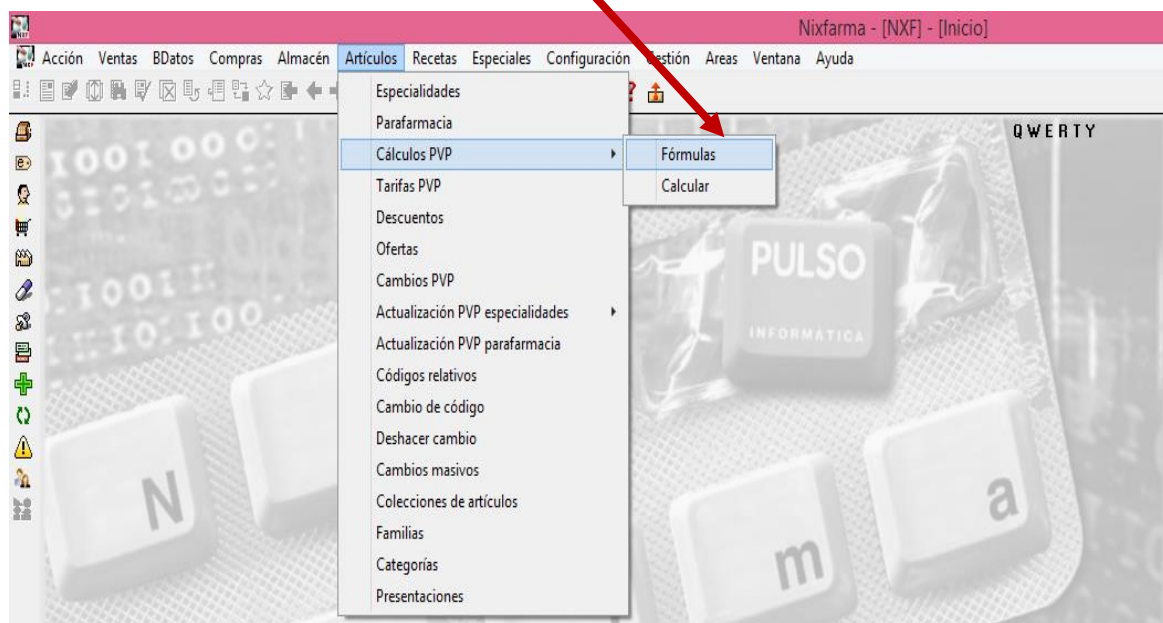 Nixfarma - [NXF] - [Inicio]
Acción Ventas BDatos Compras Almacén Artículos Recetas Especiales Configuración Gestión Areas Ventana Ayuda
Especialidades
Parafarmacia
Cálculos PVP
Fórmulas
Calcular
Tarifas PVP
Descuentos
Ofertas
Cambios PVP
Actualización PVP especialidades
Actualización PVP parafarmacia
Códigos relativos
Cambio de código
Deshacer cambio
Cambios masivos
Colecciones de artículos
Familias
Categorías
Presentaciones
QWERTY
PULSO
INFORMATICA
N
m
a